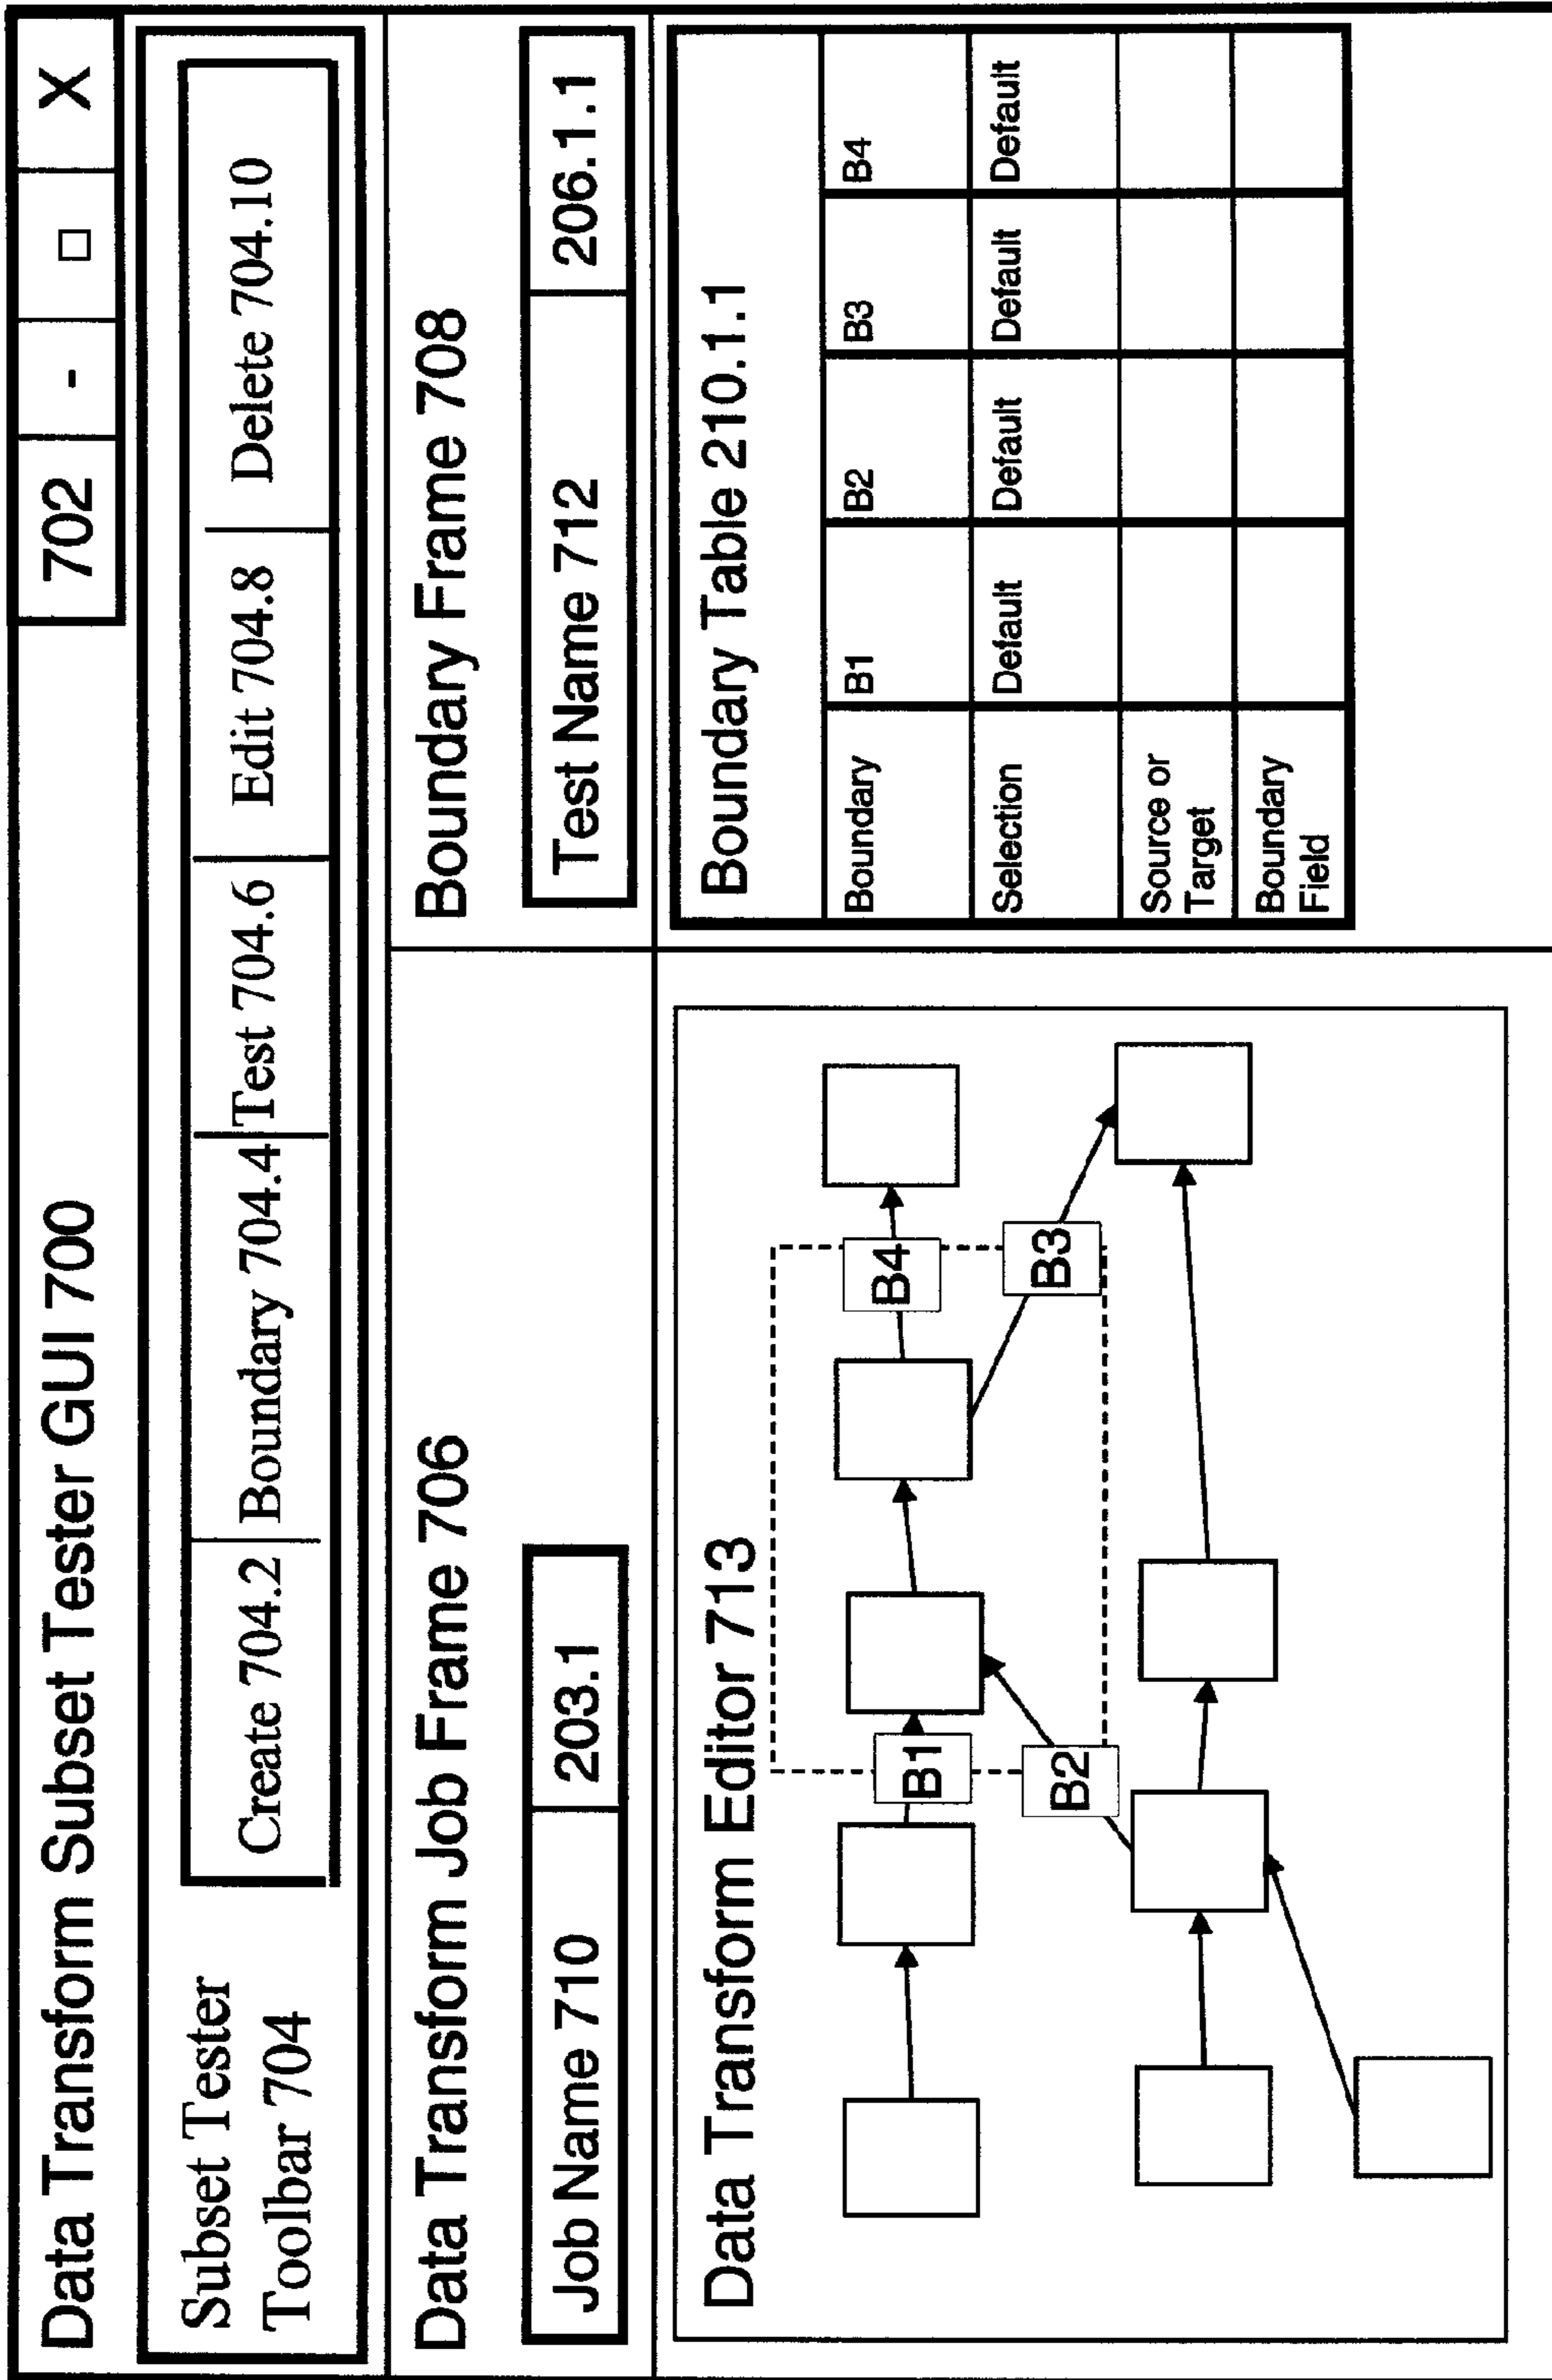 Data Transform Subset Tester GUI 700
702 - □ X
Subset Tester
Toolbar 704
Create 704.2 Boundary 704.4 Test 704.6 Edit 704.8 Delete 704.10
Data Transform Job Frame 706
Job Name 710 203.1
Data Transform Editor 713
B1
B2
B4
B3
Boundary Frame 708
Test Name 712 206.1.1
Boundary Table 210.1.1
Boundary B1 B2 B3 B4
Selection Default Default Default Default
Source or
Target
Boundary
Field